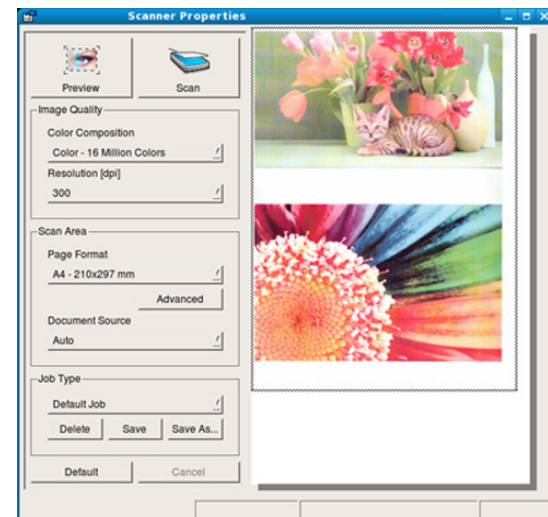 Scanner Properties
Preview
Scan
Image Quality
Color Composition
Color - 16 Million Colors
Resolution [dpi]
300
Scan Area
Page Format
A4 - 210x297 mm
Advanced
Document Source
Auto
Job Type
Default Job
Delete
Save
Save As...
Default
Cancel